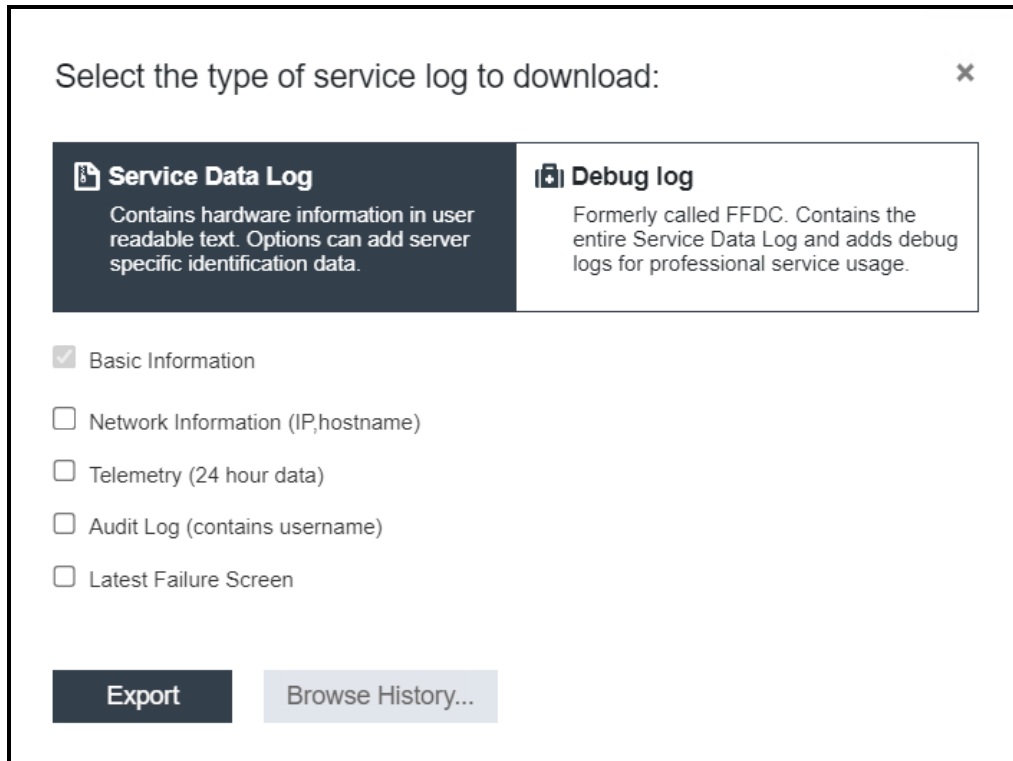 Select the type of service log to download:
Service Data Log
Contains hardware information in user
readable text. Options can add server
specific identification data.
Debug log
Formerly called FFDC. Contains the
entire Service Data Log and adds debug
logs for professional service usage.
Basic Information
Network Information (IP,hostname)
Telemetry (24 hour data)
Audit Log (contains username)
Latest Failure Screen
Export
Browse History...